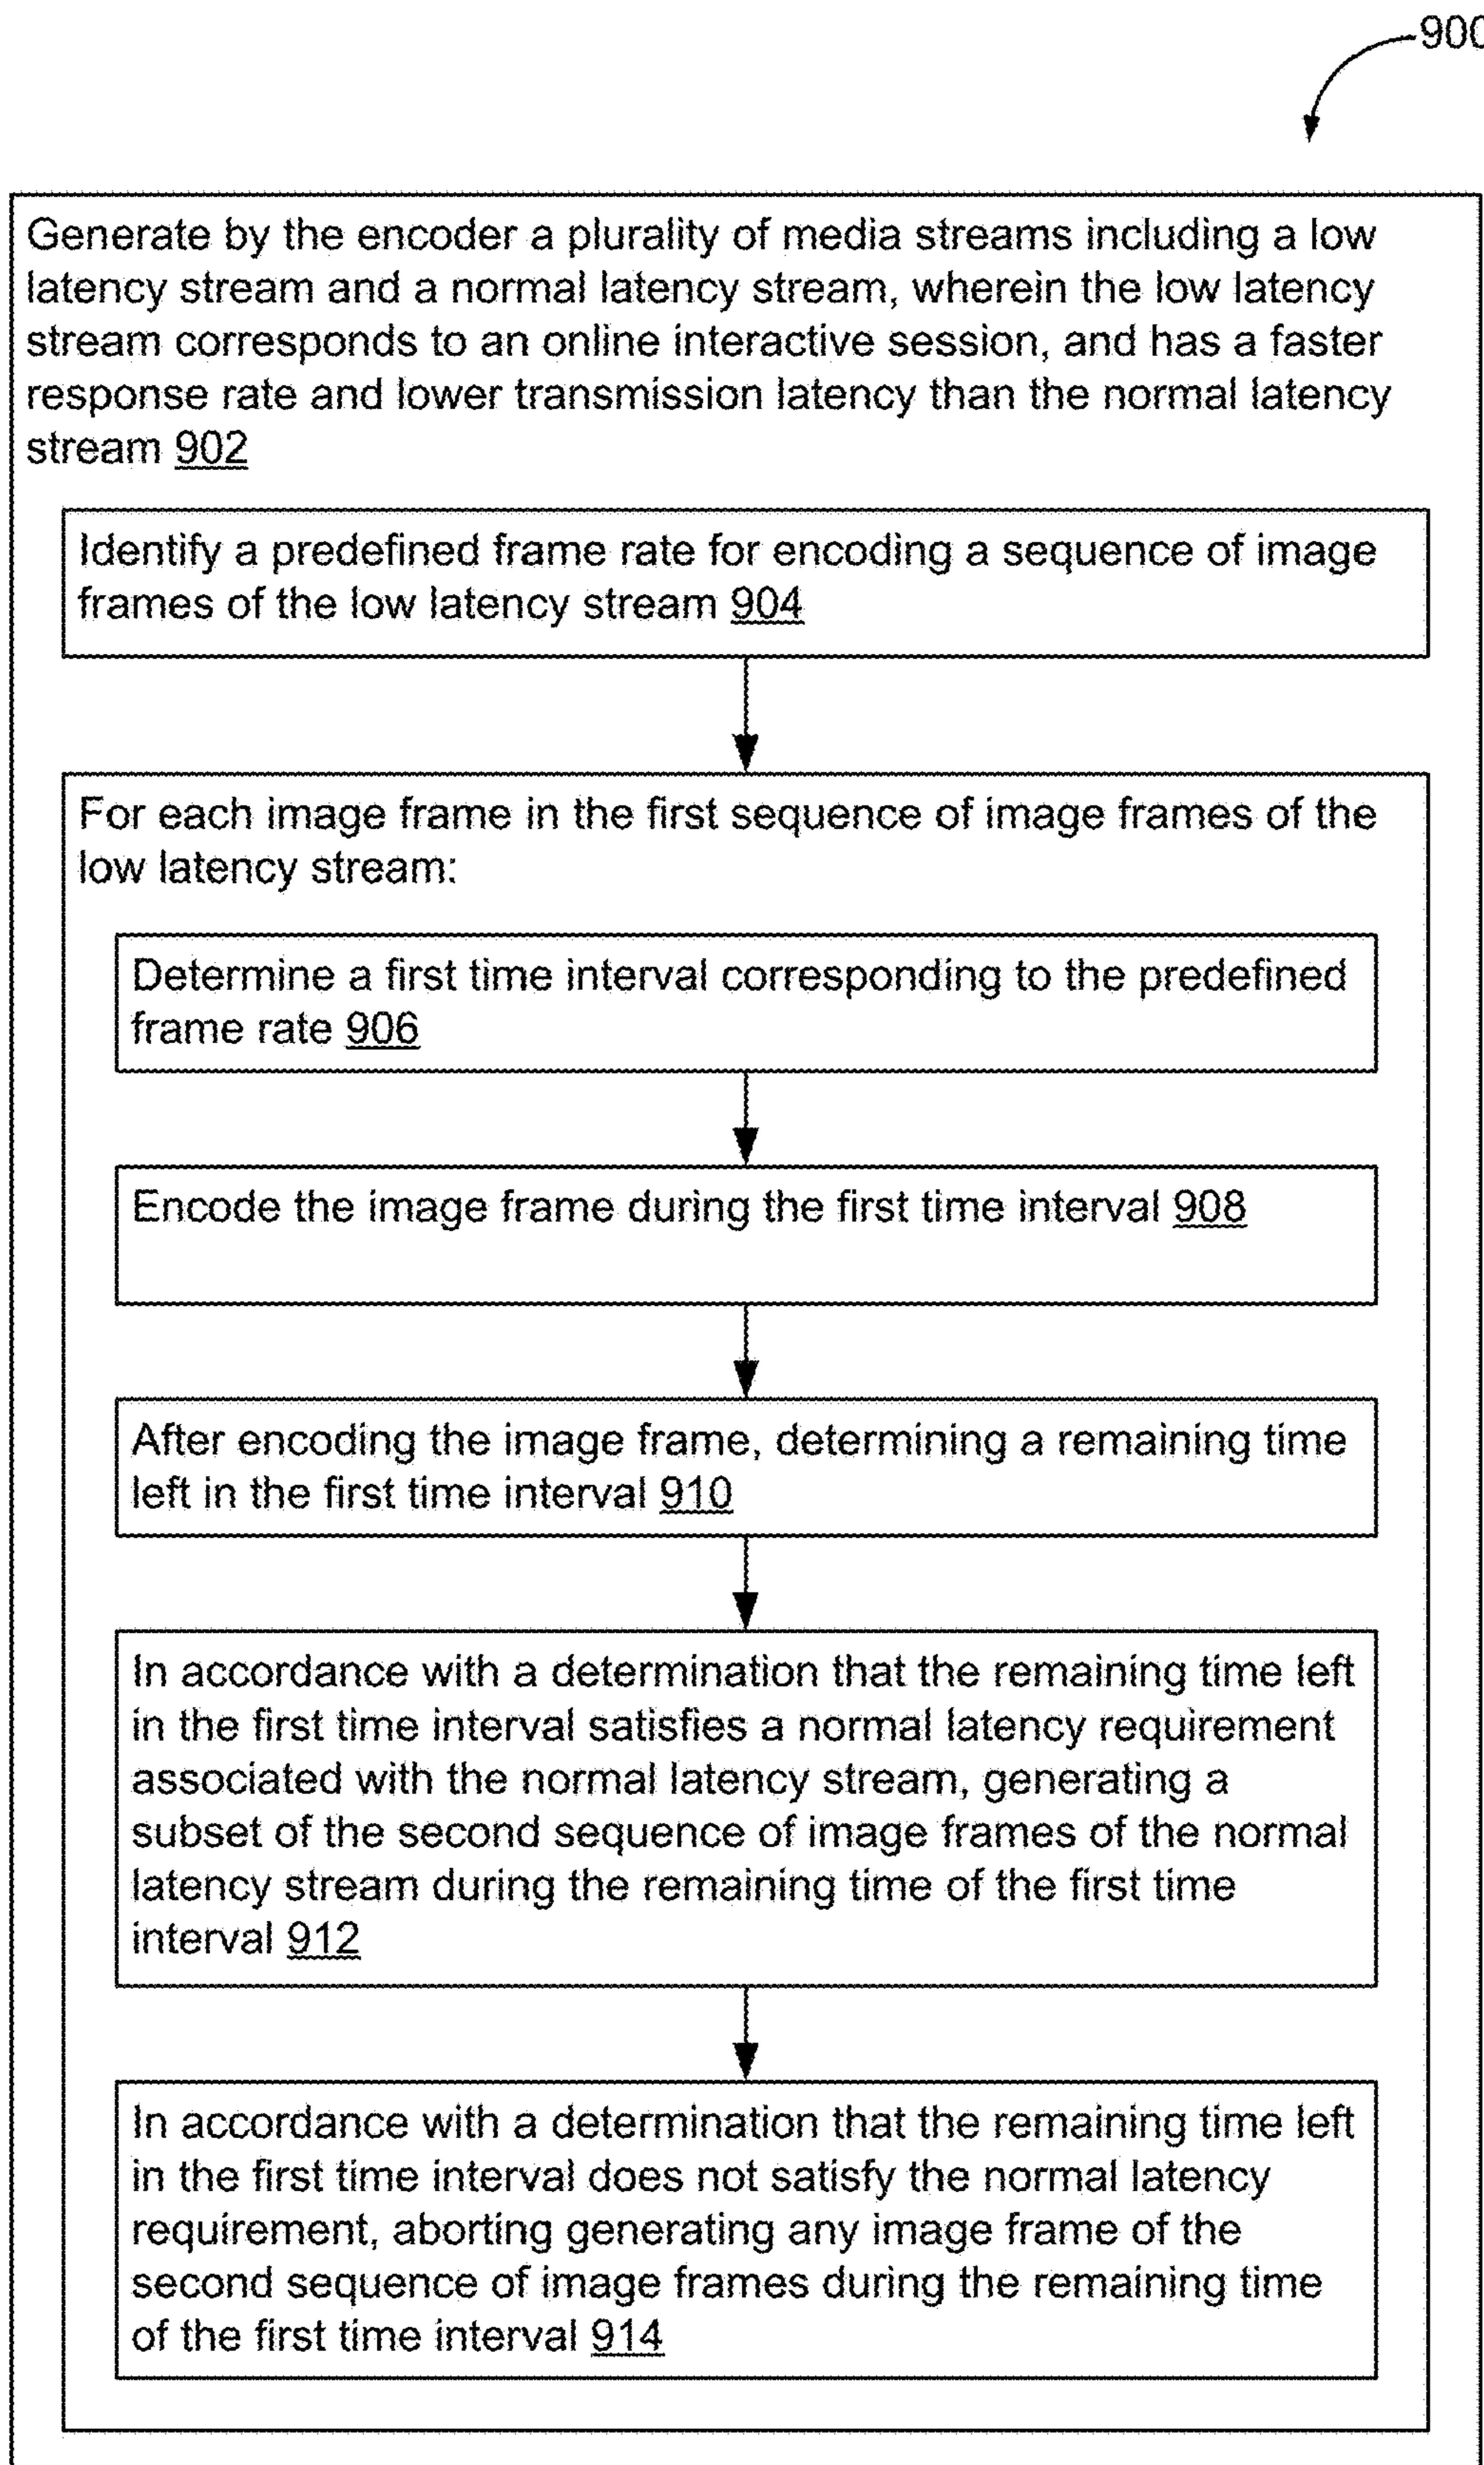 900
Generate by the encoder a plurality of media streams including a low
latency stream and a normal latency stream, wherein the low latency
stream corresponds to an online interactive session, and has a faster
response rate and lower transmission latency than the normal latency
stream 902
Identify a predefined frame rate for encoding a sequence of image
frames of the low latency stream 904
For each image frame in the first sequence of image frames of the
low latency stream:
Determine a first time interval corresponding to the predefined
frame rate 906
Encode the image frame during the first time interval 908
After encoding the image frame, determining a remaining time
left in the first time interval 910
In accordance with a determination that the remaining time left
in the first time interval satisfies a normal latency requirement
associated with the normal latency stream, generating a
subset of the second sequence of image frames of the normal
latency stream during the remaining time of the first time
interval 912
In accordance with a determination that the remaining time left
in the first time interval does not satisfy the normal latency
requirement, aborting generating any image frame of the
second sequence of image frames during the remaining time
of the first time interval 914